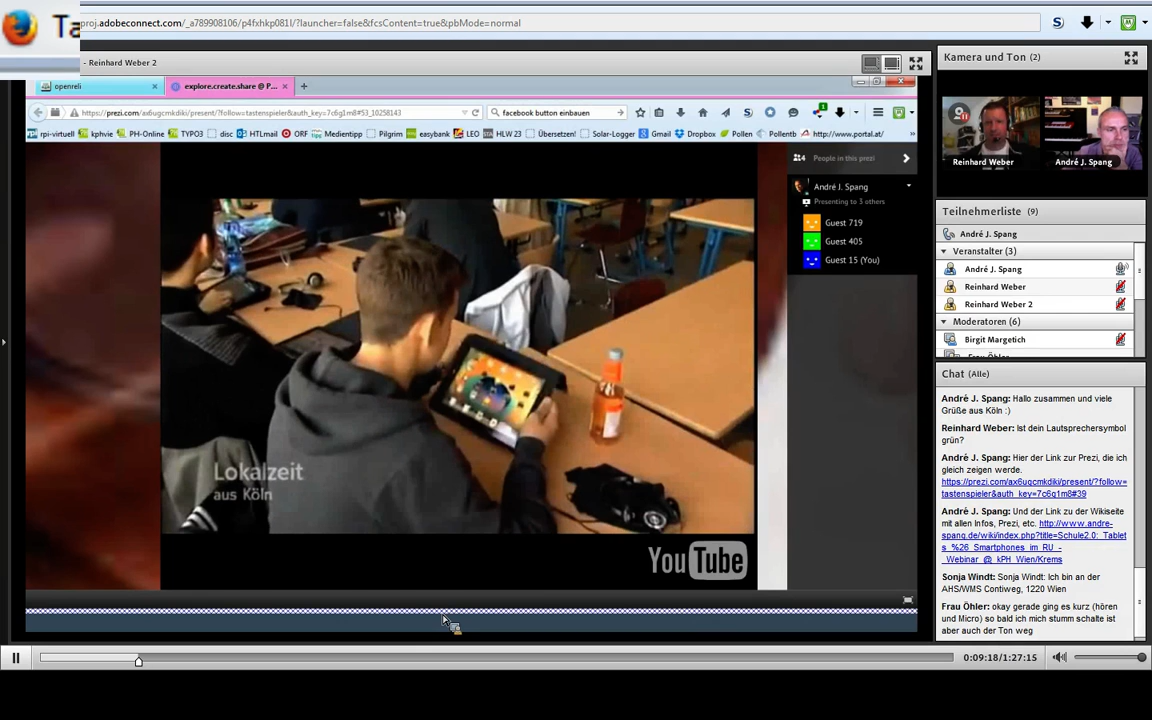 Ta
proj.adobeconnect.com/_a789908106/p4fxhkp081l/?launcher=false&fcsContent=true&pbMode=normal
- Reinhard Weber 2
openreli
explore.create.share @ P...
https://prezi.com/ax6ugcmkdiki/present/?follow=tastenspieler&auth_key=7c6g1m8#53_10258143
facebook button einbauen
rpi-virtuell
kphvie
PH-Online
TYPO3
disc
HTLmail
ORF
Medientipp
Pilgrim
easybank
LEO
HLW 23
Übersetzen!
Solar-Logger
Gmail
Dropbox
Pollen
Pollentb
http://www.portal.at/
People in this prezi
André J. Spang
Presenting to 3 others
Guest 719
Guest 405
Guest 15 (You)
Lokalzeit
aus Köln
YouTube
Kamera und Ton (2)
Reinhard Weber
André J. Spang
Teilnehmerliste (9)
André J. Spang
Veranstalter (3)
André J. Spang
Reinhard Weber
Reinhard Weber 2
Moderatoren (6)
Birgit Margetich
Frau Öhler
Chat (Alle)
André J. Spang: Hallo zusammen und viele
Grüße aus Köln :)
Reinhard Weber: Ist dein Lautsprechersymbol
grün?
André J. Spang: Hier der Link zur Prezi, die ich
gleich zeigen werde.
https://prezi.com/ax6ugcmkdiki/present/?follow=
tastenspieler&auth_key=7c6g1m8#39
André J. Spang: Und der Link zu der Wikiseite
mit allen Infos, Prezi, etc. http://www.andre-
spang.de/wiki/index.php?title=Schule2.0:_Tablet
s_%26_Smartphones_im_RU_-
_Webinar_@_kPH_Wien/Krems
Sonja Windt: Sonja Windt: Ich bin an der
AHS/WMS Contiweg, 1220 Wien
Frau Öhler: okay gerade ging es kurz (hören
und Micro) so bald ich mich stumm schalte ist
aber auch der Ton weg
0:09:18/1:27:15